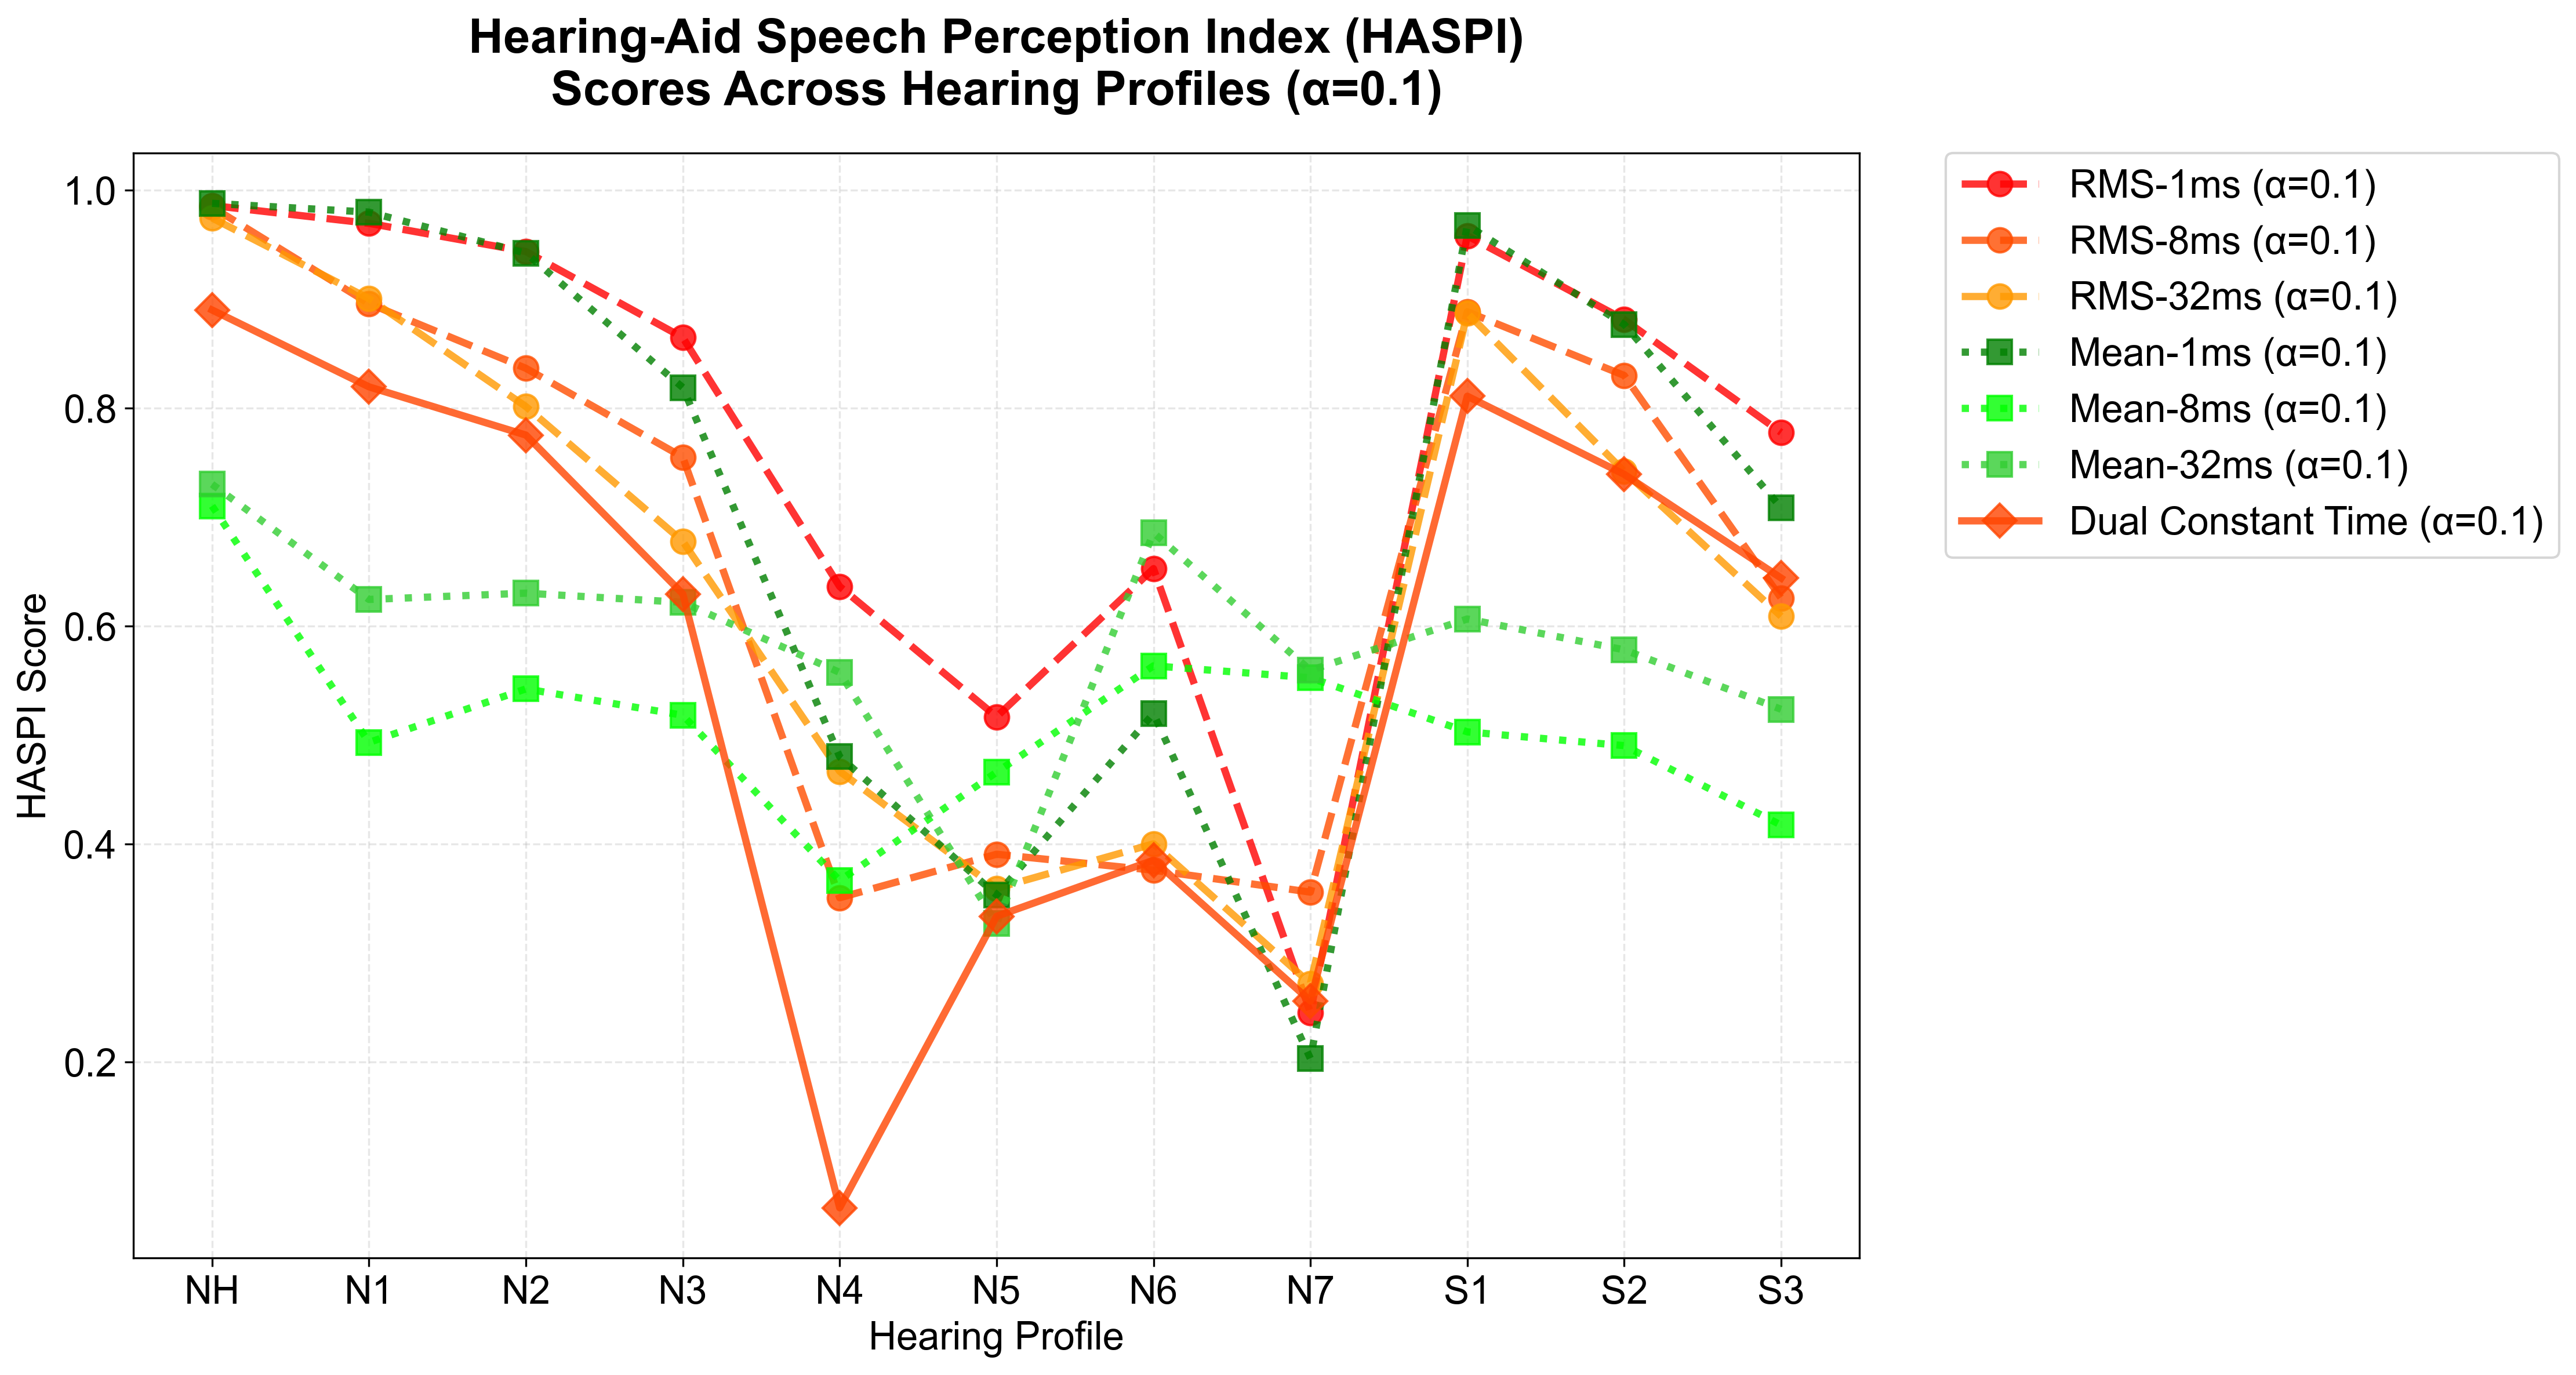 Hearing-Aid Speech Perception Index (HASPI)
Scores Across Hearing Profiles (α=0.1)
HASPI Score
1.0
0.8
0.6
0.4
0.2
NH N1 N2 N3 N4 N5 N6 N7 S1 S2 S3
Hearing Profile
RMS-1ms (α=0.1)
RMS-8ms (α=0.1)
RMS-32ms (α=0.1)
Mean-1ms (α=0.1)
Mean-8ms (α=0.1)
Mean-32ms (α=0.1)
Dual Constant Time (α=0.1)